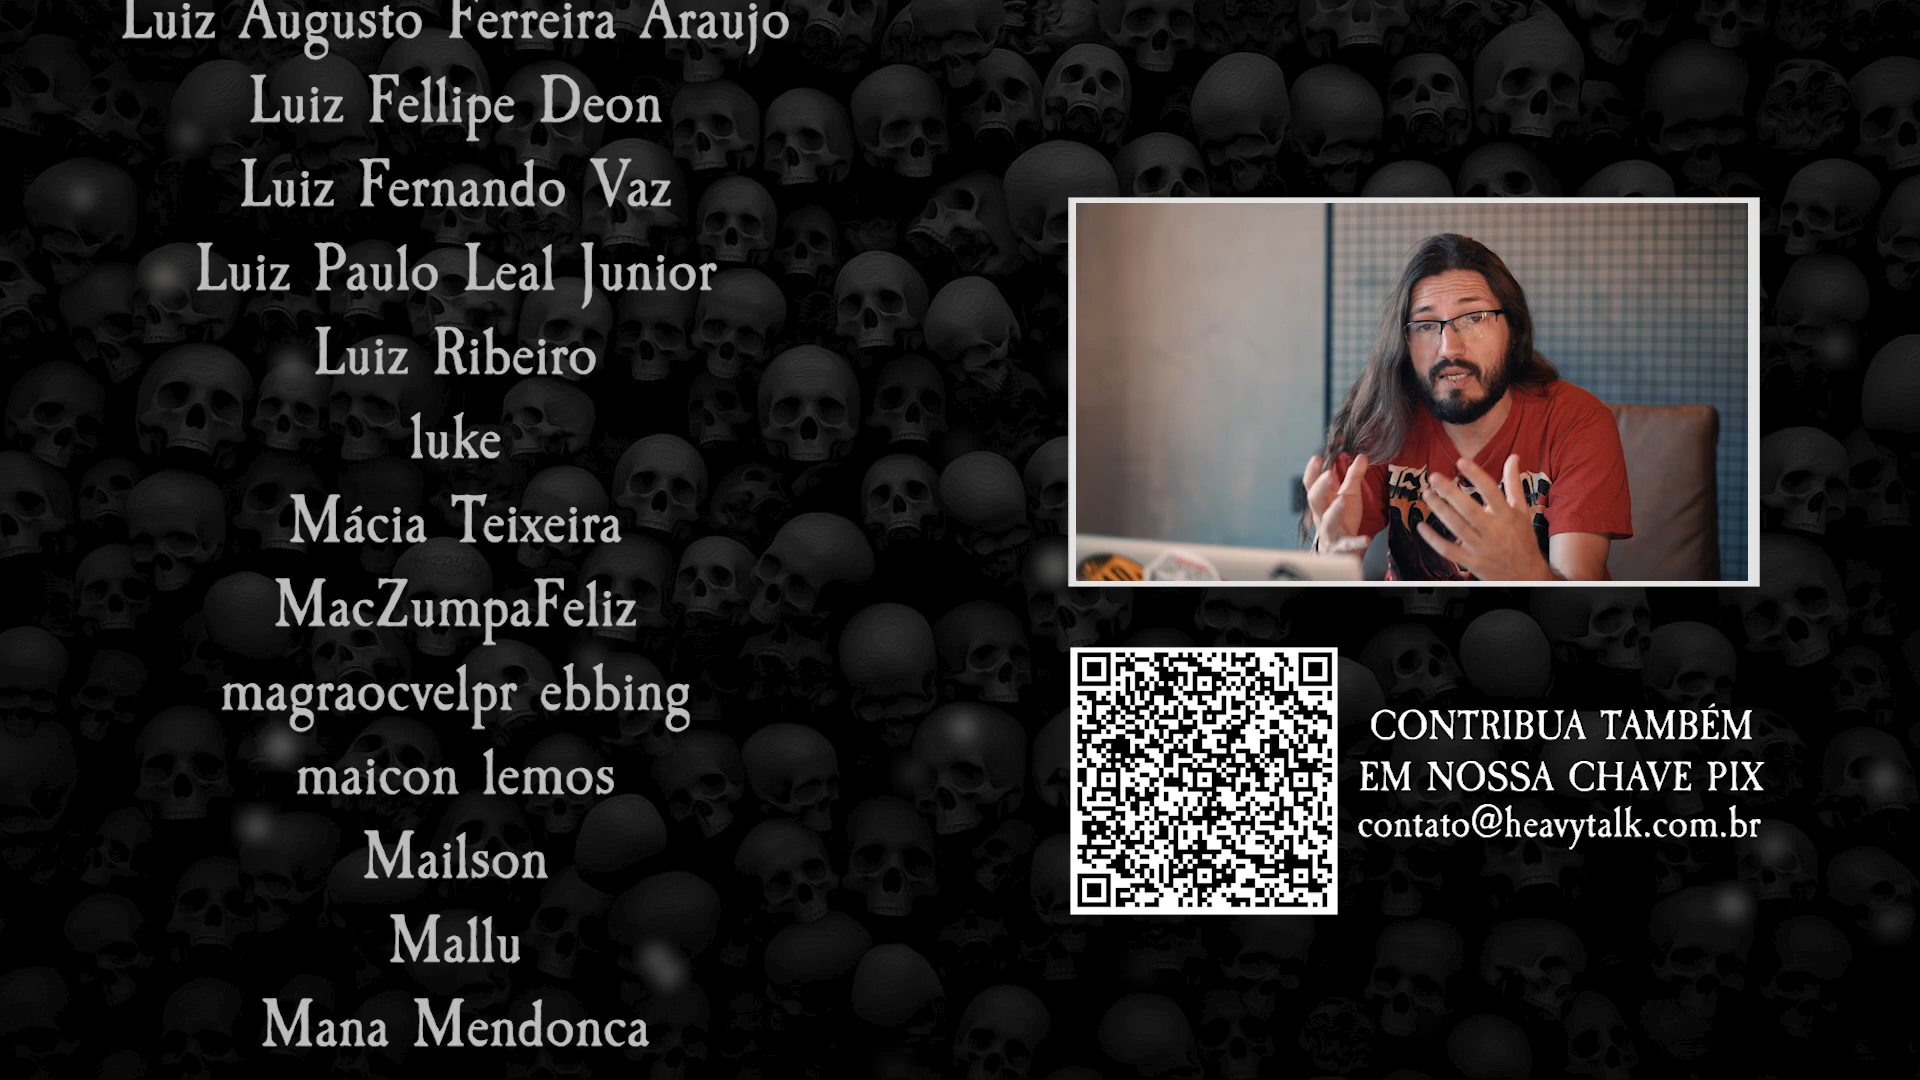 Luiz Augusto Ferreira Araujo
Luiz Fellipe Deon
Luiz Fernando Vaz
Luiz Paulo Leal Junior
Luiz Ribeiro
luke
Mácia Teixeira
MacZumpaFeliz
magraocvelpr ebbing
maicon lemos
Mailson
Mallu
Mana Mendonca
CONTRIBUA TAMBÉM
EM NOSSA CHAVE PIX
contato@heavytalk.com.br